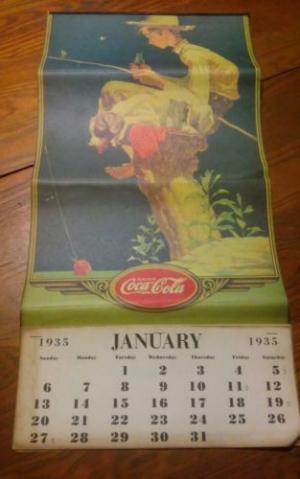 Coca-Cola
1935 JANUARY 1935
Sunday Monday Tuesday Wednesday Thursday Friday Saturday
1 2 3 4 5
6 7 8 9 10 11 12
13 14 15 16 17 18 19
20 21 22 23 24 25 26
27 28 29 30 31